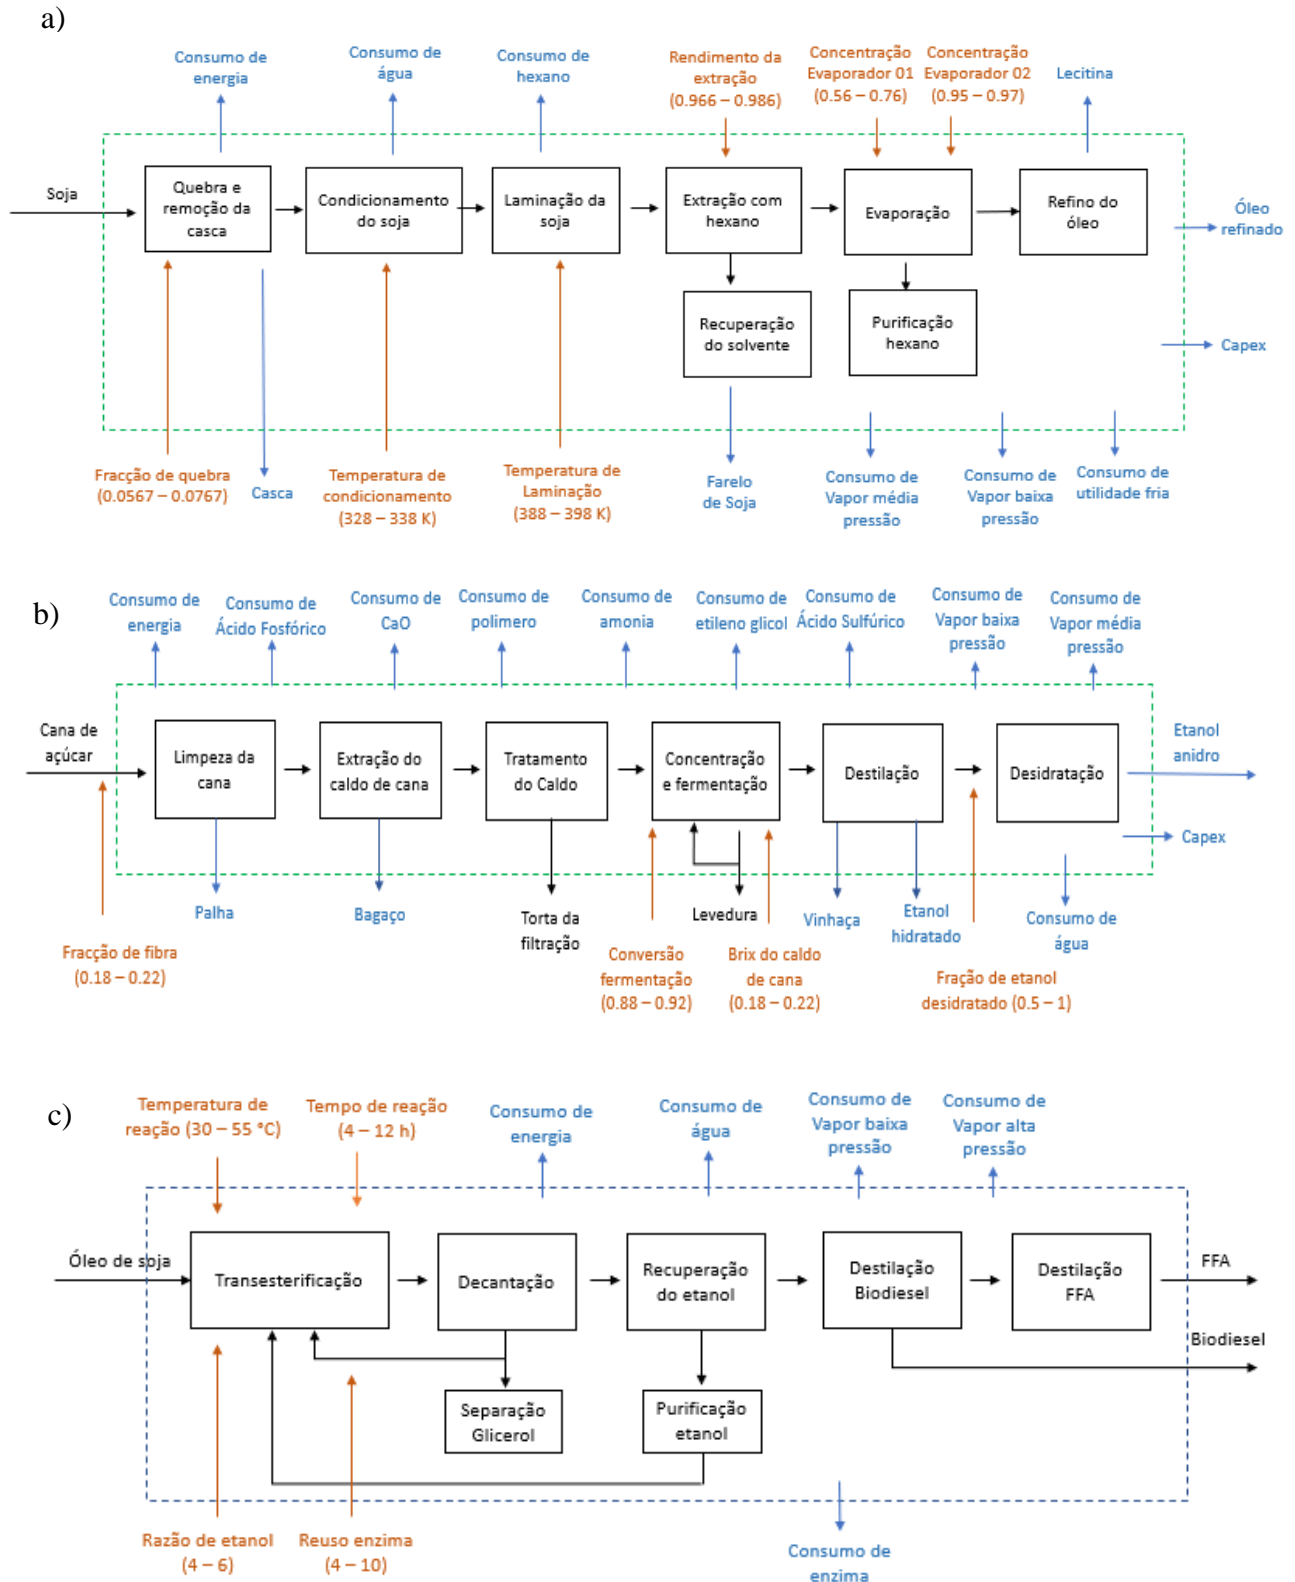 a)
Consumo de
energia
Consumo de
água
Consumo de
hexano
Rendimento da
extração
(0.966 – 0.986)
Concentração
Evaporador 01
(0.56 – 0.76)
Concentração
Evaporador 02
(0.95 – 0.97)
Lecitina
Soja
Quebra e
remoção da
casca
Condicionamento
do soja
Laminação da
soja
Extração com
hexano
Evaporação
Refino do
óleo
Óleo
refinado
Recuperação
do solvente
Purificação
hexano
Capex
Fracção de quebra
(0.0567 – 0.0767)
Casca
Temperatura de
condicionamento
(328 – 338 K)
Temperatura de
Laminação
(388 – 398 K)
Farelo
de Soja
Consumo de
Vapor média
pressão
Consumo de
Vapor baixa
pressão
Consumo de
utilidade fria
b)
Consumo de
energia
Consumo de
Ácido Fosfórico
Consumo de
CaO
Consumo de
polimero
Consumo de
amonia
Consumo de
etileno glicol
Consumo de
Ácido Sulfúrico
Consumo de
Vapor baixa
pressão
Consumo de
Vapor média
pressão
Cana de
açúcar
Limpeza da
cana
Extração do
caldo de cana
Tratamento
do Caldo
Concentração
e fermentação
Destilação
Desidratação
Etanol
anidro
Capex
Palha
Bagaço
Torta da
filtração
Levedura
Vinhaça
Etanol
hidratado
Consumo de
água
Fracção de fibra
(0.18 – 0.22)
Conversão
fermentação
(0.88 – 0.92)
Brix do caldo
de cana
(0.18 – 0.22)
Fração de etanol
desidratado (0.5 – 1)
c)
Temperatura de
reação (30 – 55 °C)
Tempo de reação
(4 – 12 h)
Consumo de
energia
Consumo de
água
Consumo de
Vapor baixa
pressão
Consumo de
Vapor alta
pressão
Óleo de soja
Transesterificação
Decantação
Recuperação
do etanol
Destilação
Biodiesel
Destilação
FFA
FFA
Biodiesel
Separação
Glicerol
Purificação
etanol
Razão de etanol
(4 – 6)
Reuso enzima
(4 – 10)
Consumo de
enzima